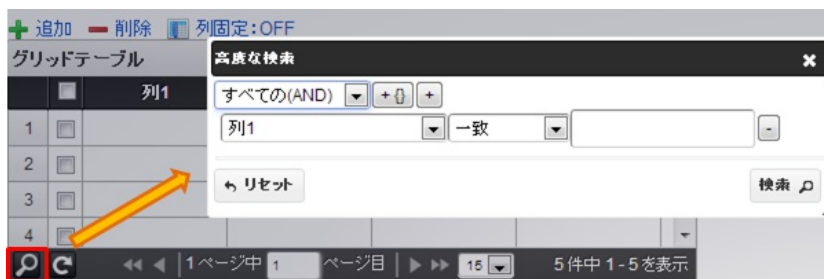 追加 削除 列固定:OFF
グリッドテーブル
高度な検索
列1
すべての(AND) +{} +
列1 一致 -
1
2
3
4
リセット 検索
1ページ中 1 ページ目 15 5件中 1 - 5を表示